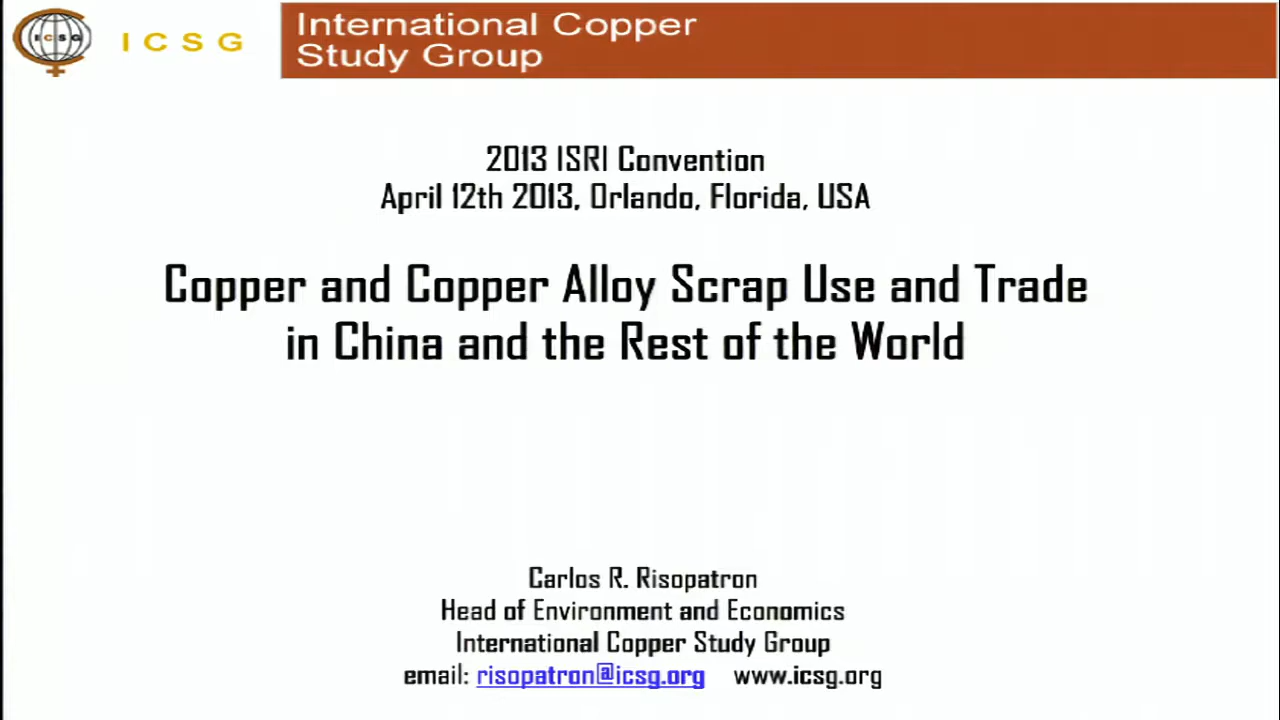 ICSG
ICSG
International Copper
Study Group
2013 ISRI Convention
April 12th 2013, Orlando, Florida, USA
Copper and Copper Alloy Scrap Use and Trade
in China and the Rest of the World
Carlos R. Risopatron
Head of Environment and Economics
International Copper Study Group
email: risopatron@icsg.org www.icsg.org